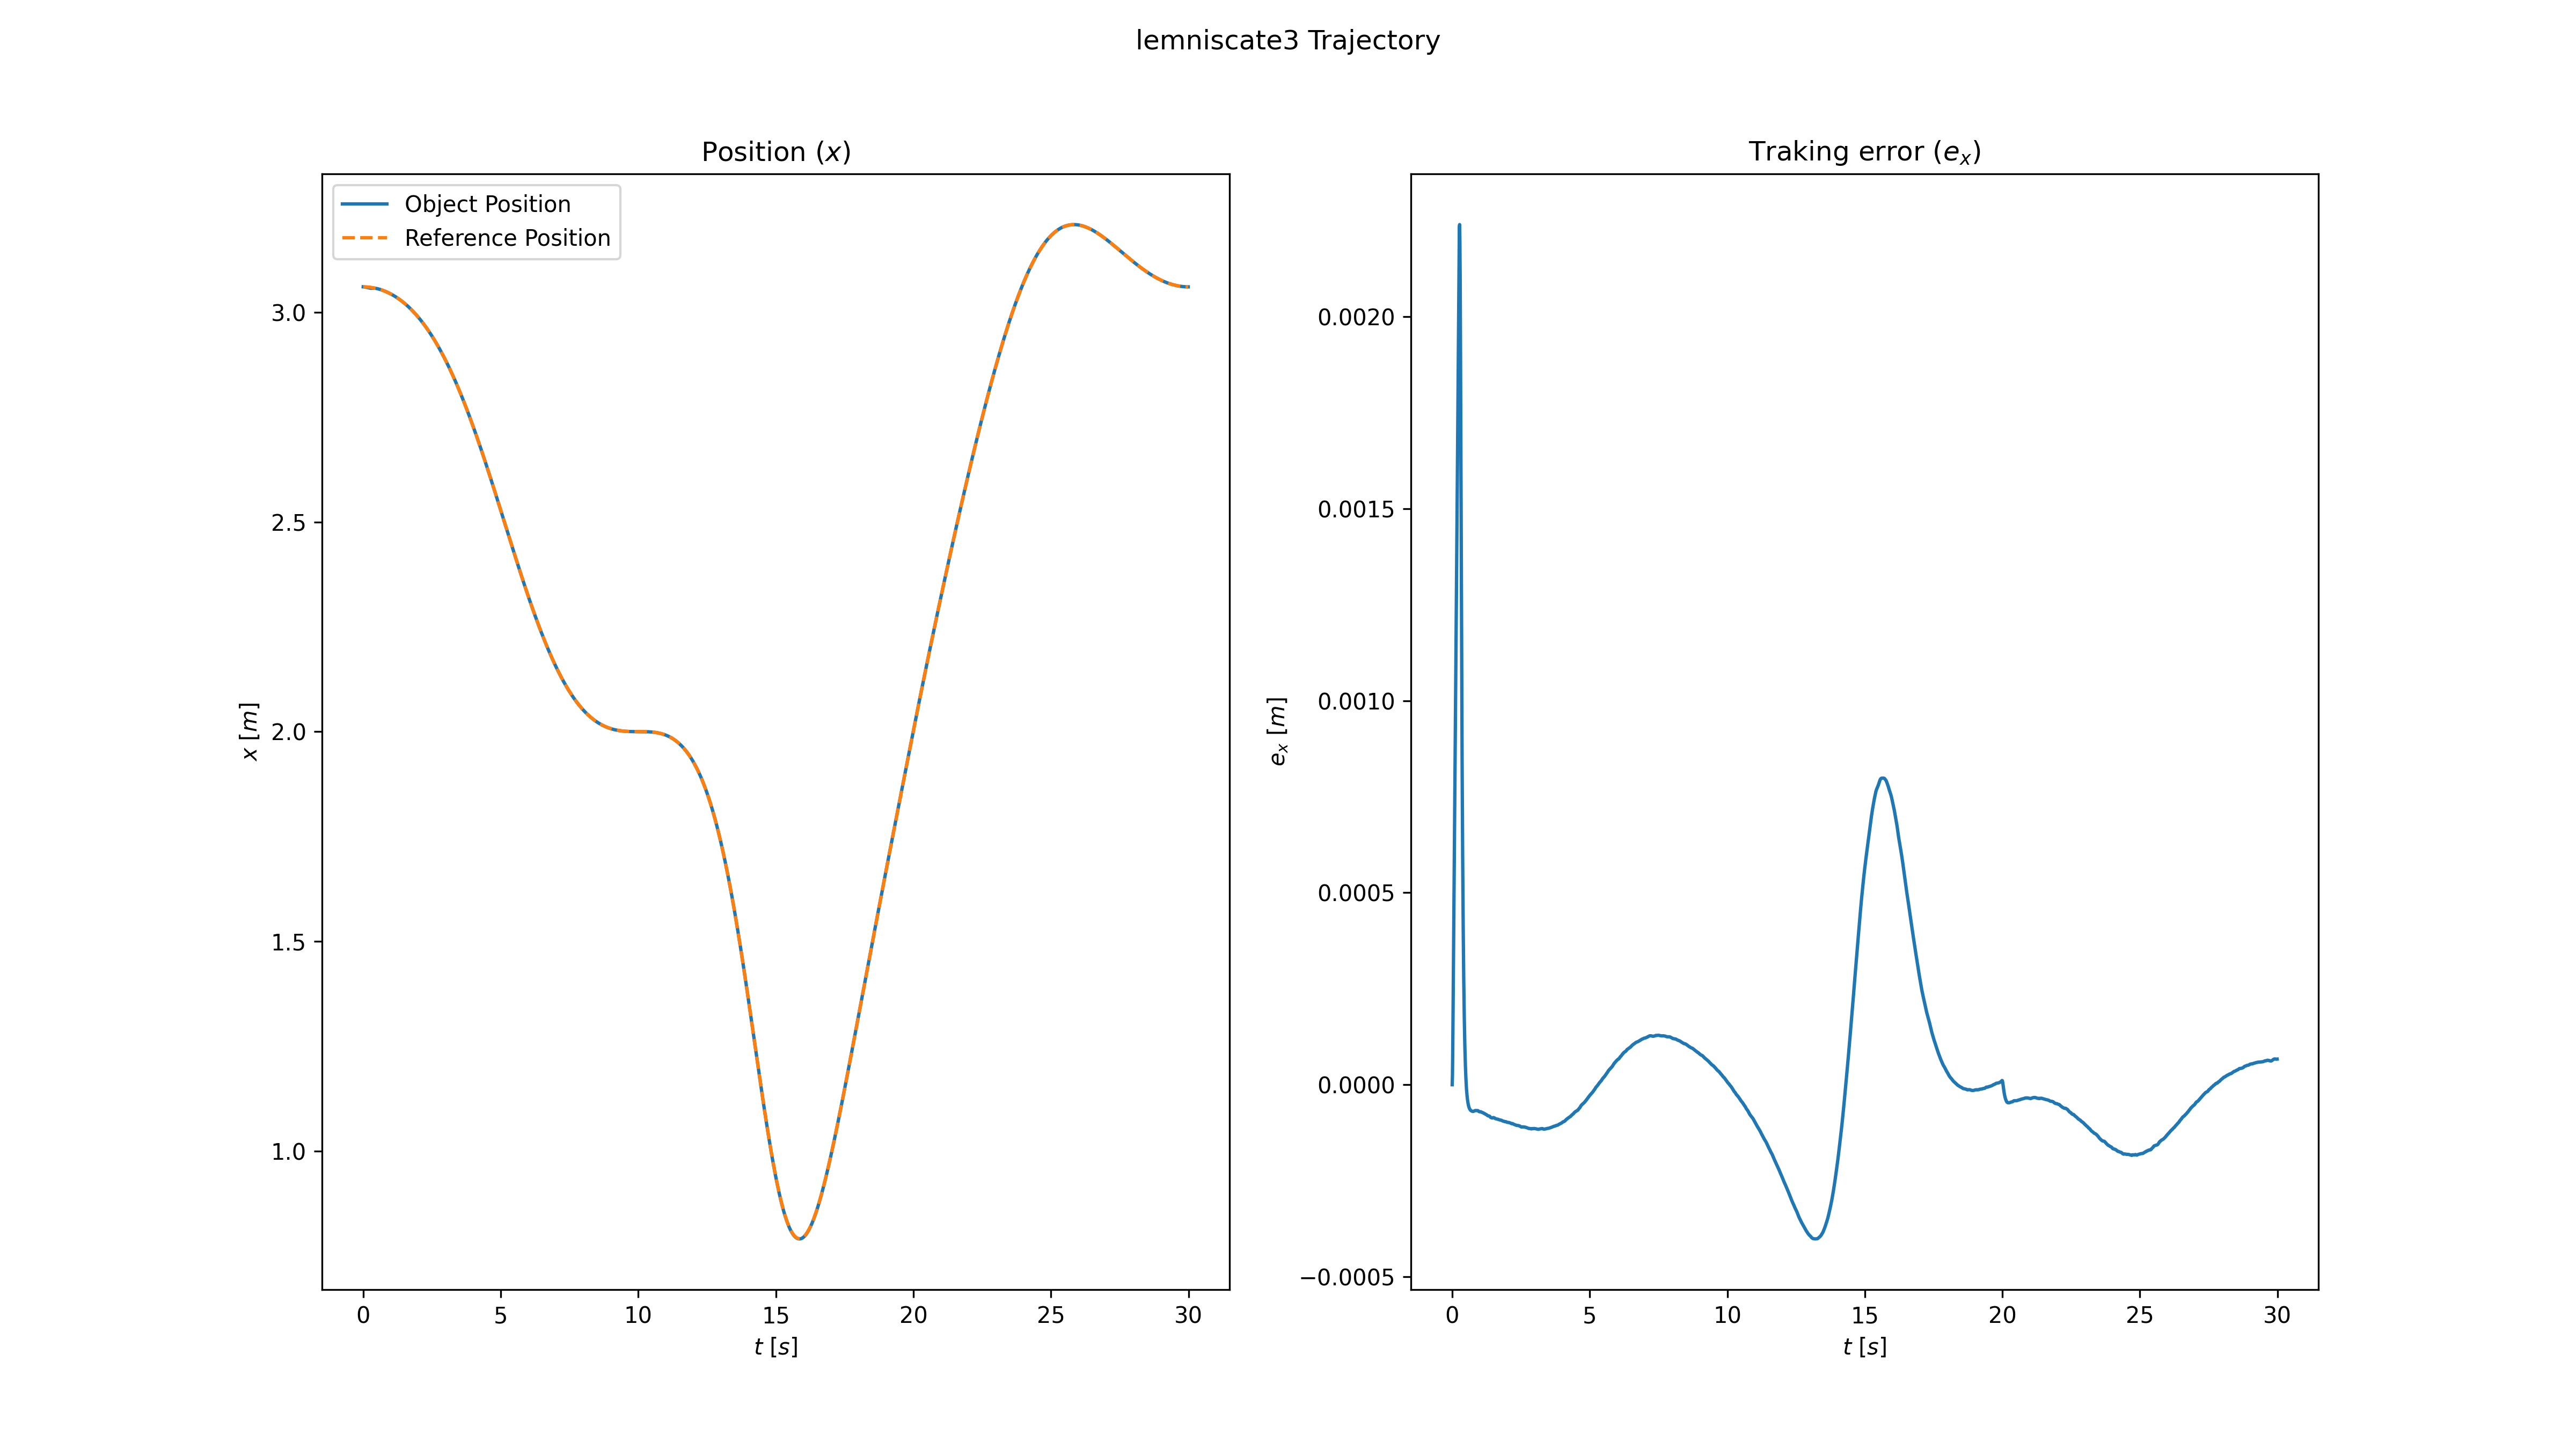 lemniscate3 Trajectory
Position (x)
Object Position
Reference Position
3.0
2.5
2.0
1.5
1.0
x [m]
0 5 10 15 20 25 30
t [s]
Traking error (eₓ)
0.0020
0.0015
0.0010
0.0005
0.0000
−0.0005
eₓ [m]
0 5 10 15 20 25 30
t [s]